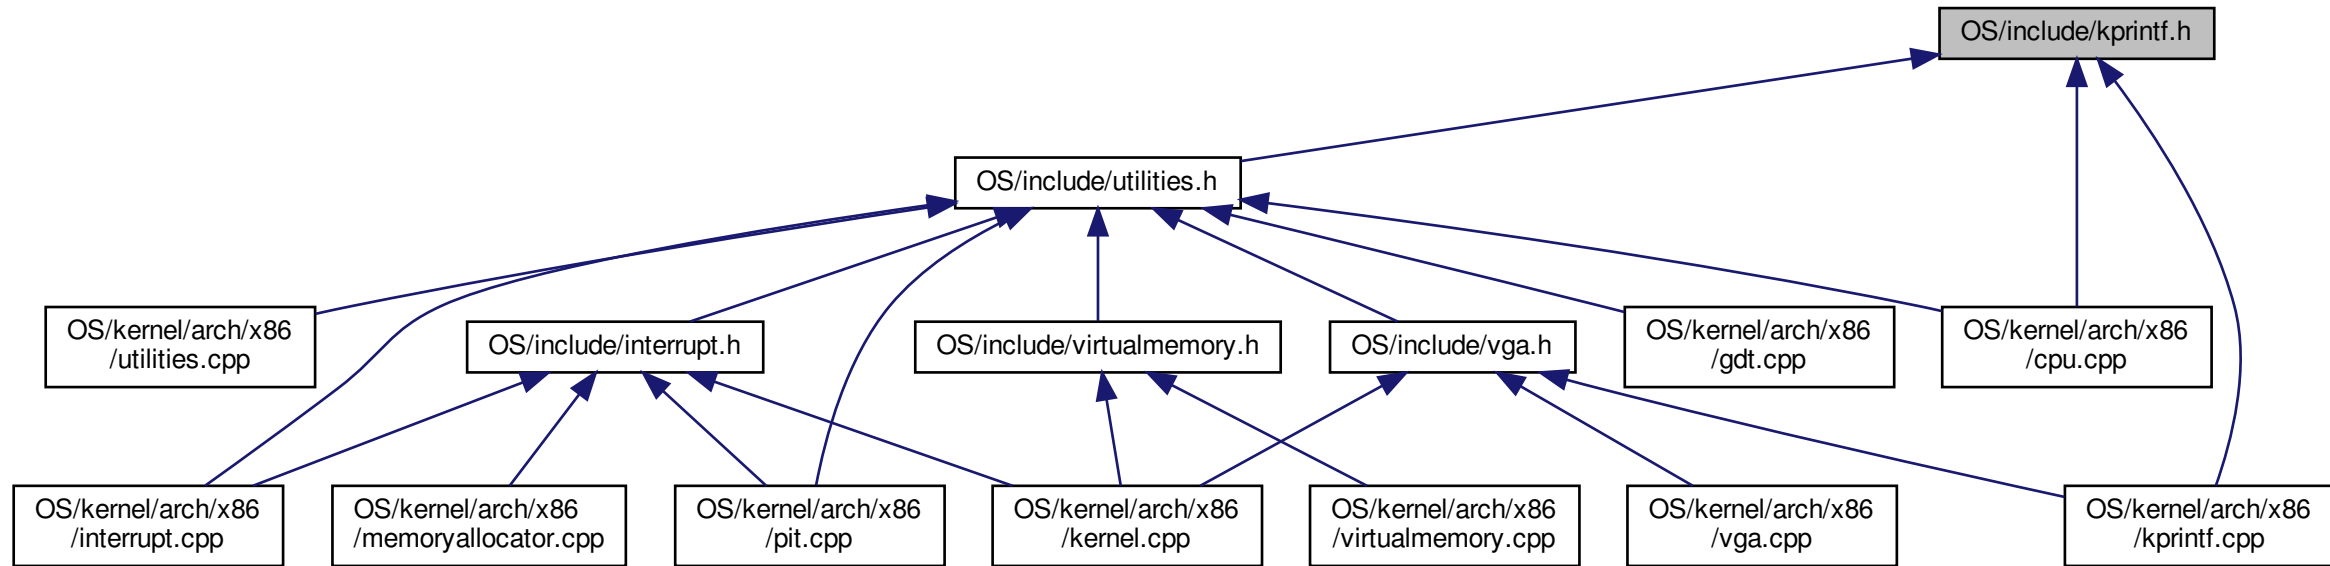 OS/include/kprintf.h
OS/include/utilities.h
OS/kernel/arch/x86
/utilities.cpp
OS/include/interrupt.h
OS/include/virtualmemory.h
OS/include/vga.h
OS/kernel/arch/x86
/gdt.cpp
OS/kernel/arch/x86
/cpu.cpp
OS/kernel/arch/x86
/interrupt.cpp
OS/kernel/arch/x86
/memoryallocator.cpp
OS/kernel/arch/x86
/pit.cpp
OS/kernel/arch/x86
/kernel.cpp
OS/kernel/arch/x86
/virtualmemory.cpp
OS/kernel/arch/x86
/vga.cpp
OS/kernel/arch/x86
/kprintf.cpp